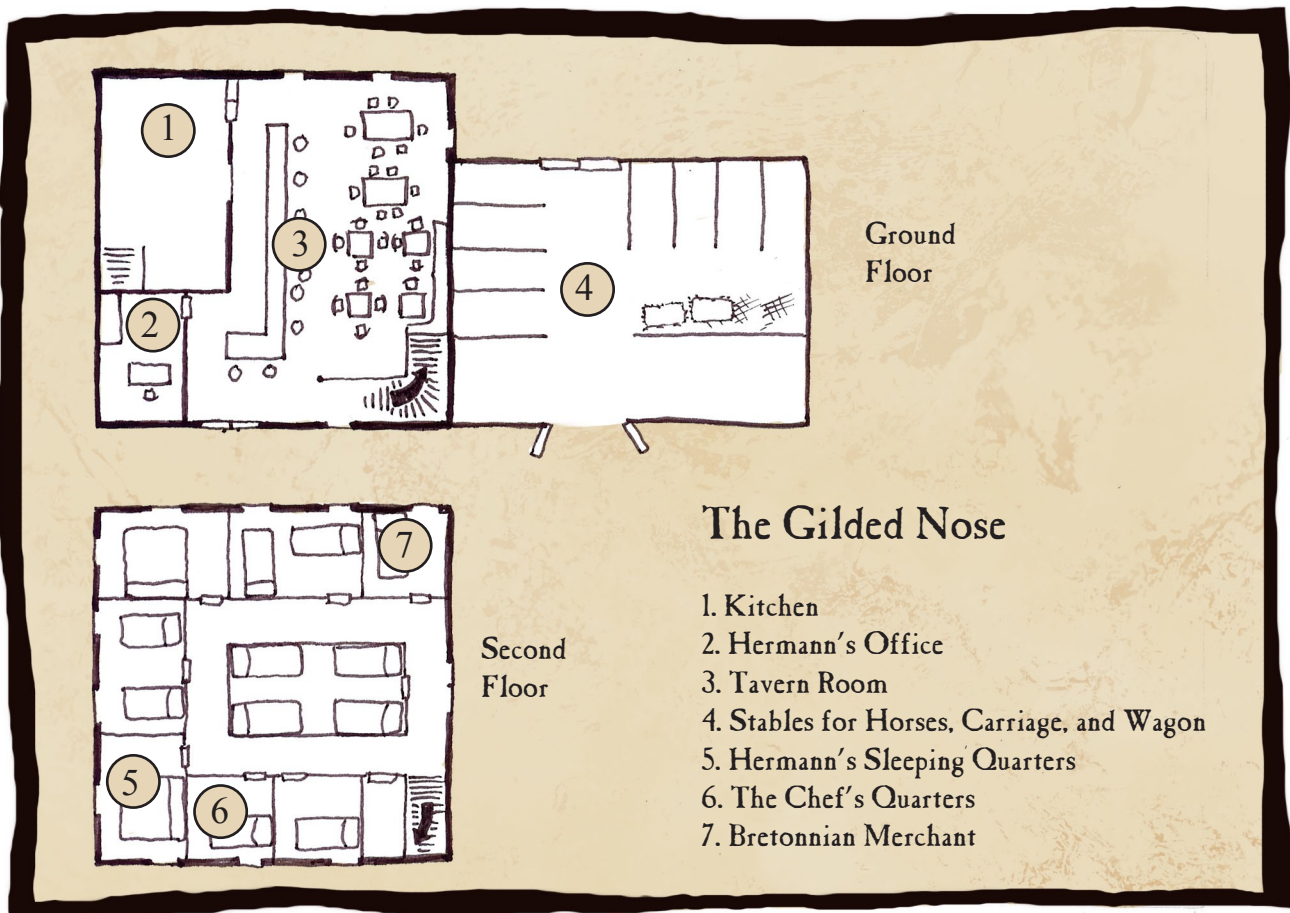 1
2
3
4
Ground
Floor
7
5
6
Second
Floor
The Gilded Nose
1. Kitchen
2. Hermann's Office
3. Tavern Room
4. Stables for Horses, Carriage, and Wagon
5. Hermann's Sleeping Quarters
6. The Chef's Quarters
7. Bretonnian Merchant